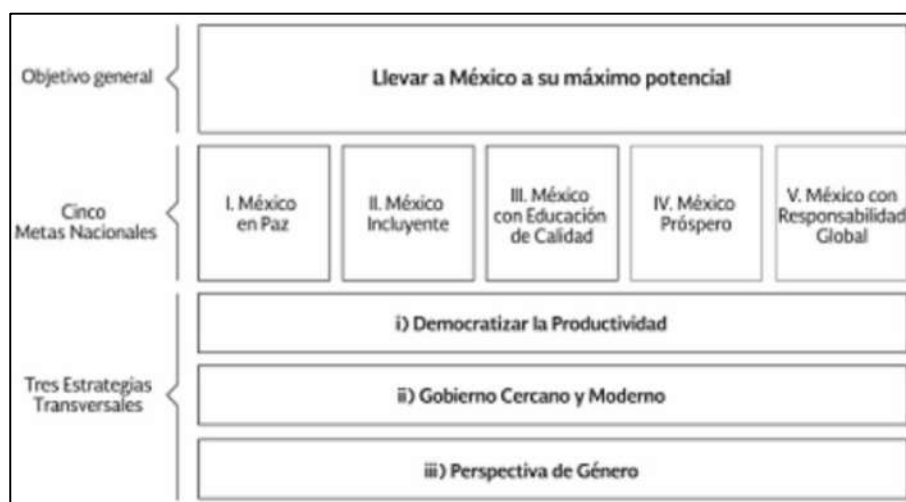 Objetivo general
Llevar a México a su máximo potencial
Cinco
Metas Nacionales
I. México
en Paz
II. México
Incluyente
III. México
con Educación
de Calidad
IV. México
Próspero
V. México con
Responsabilidad
Global
Tres Estrategias
Transversales
i) Democratizar la Productividad
ii) Gobierno Cercano y Moderno
iii) Perspectiva de Género